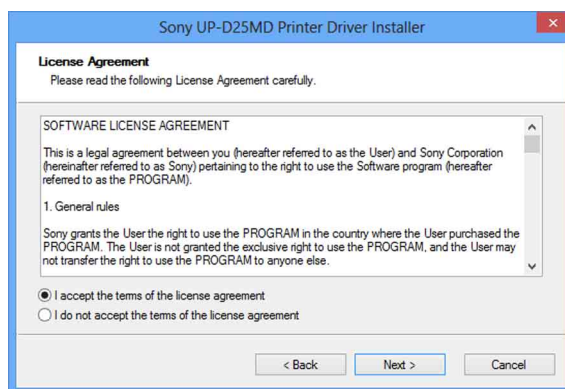 Sony UP-D25MD Printer Driver Installer
License Agreement
Please read the following License Agreement carefully.
SOFTWARE LICENSE AGREEMENT
This is a legal agreement between you (hereafter referred to as the User) and Sony Corporation
(hereinafter referred to as Sony) pertaining to the right to use the Software program (hereafter
referred to as the PROGRAM).
1. General rules
Sony grants the User the right to use the PROGRAM in the country where the User purchased the
PROGRAM. The User is not granted the exclusive right to use the PROGRAM, and the User may
not transfer the right to use the PROGRAM to anyone else.
I accept the terms of the license agreement
I do not accept the terms of the license agreement
< Back
Next >
Cancel